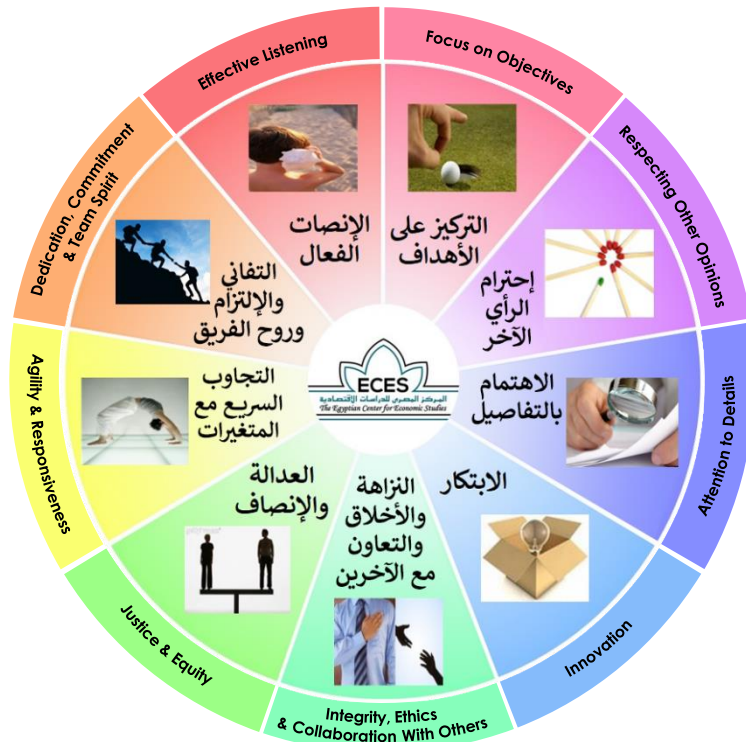 Effective Listening
الإنصات
الفعال
Focus on Objectives
التركيز على
الأهداف
Respecting Other Opinions
إحترام
الرأي
الآخر
Attention to Details
الاهتمام
بالتفاصيل
Innovation
الابتكار
Integrity, Ethics
& Collaboration With Others
النزاهة
والأخلاق
والتعاون
مع الآخرين
Justice & Equity
العدالة
والإنصاف
Agility & Responsiveness
التجاوب
السريع مع
المتغيرات
Dedication, Commitment
& Team Spirit
التفاني
والإلتزام
وروح الفريق
ECES
المركز المصرى للدراسات الاقتصادية
The Egyptian Center for Economic Studies